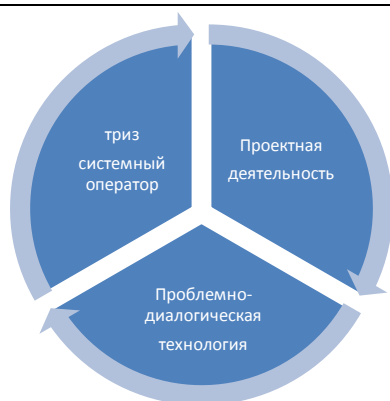 триз
системный
оператор
Проектная
деятельность
Проблемно-
диалогическая
технология